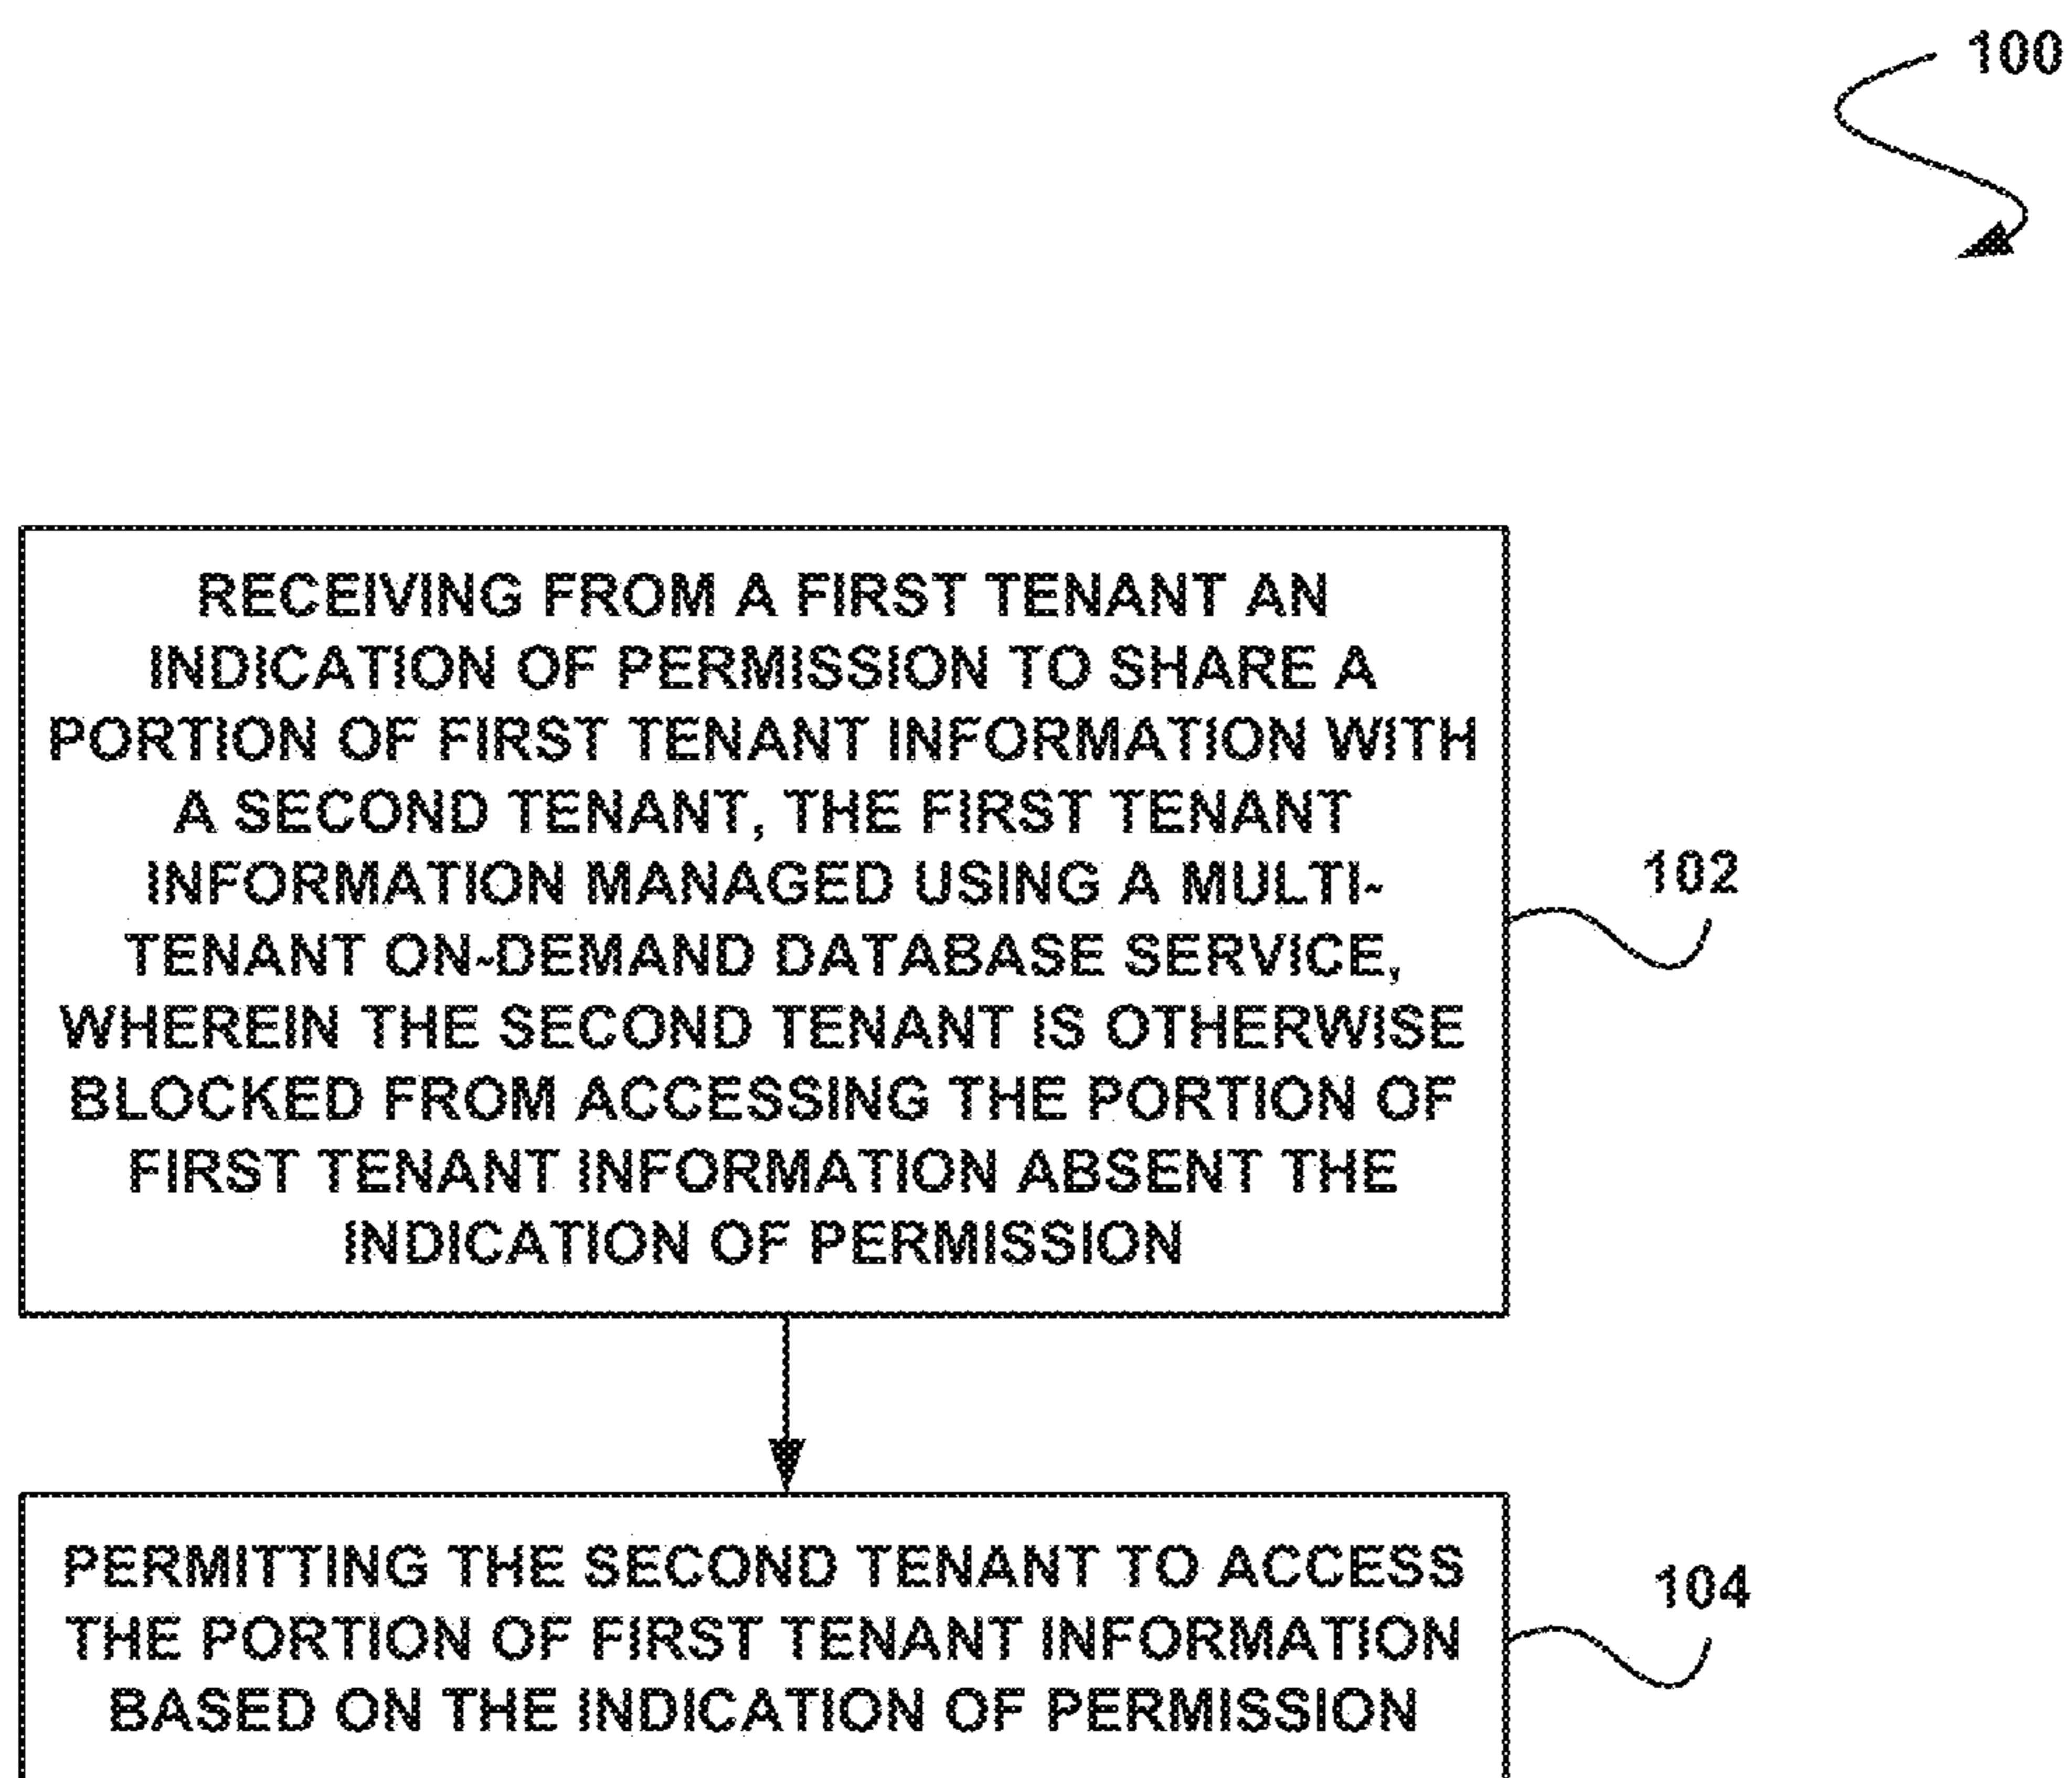 100
RECEIVING FROM A FIRST TENANT AN
INDICATION OF PERMISSION TO SHARE A
PORTION OF FIRST TENANT INFORMATION WITH
A SECOND TENANT, THE FIRST TENANT
INFORMATION MANAGED USING A MULTI-
TENANT ON-DEMAND DATABASE SERVICE,
WHEREIN THE SECOND TENANT IS OTHERWISE
BLOCKED FROM ACCESSING THE PORTION OF
FIRST TENANT INFORMATION ABSENT THE
INDICATION OF PERMISSION
102
PERMITTING THE SECOND TENANT TO ACCESS
THE PORTION OF FIRST TENANT INFORMATION
BASED ON THE INDICATION OF PERMISSION
104